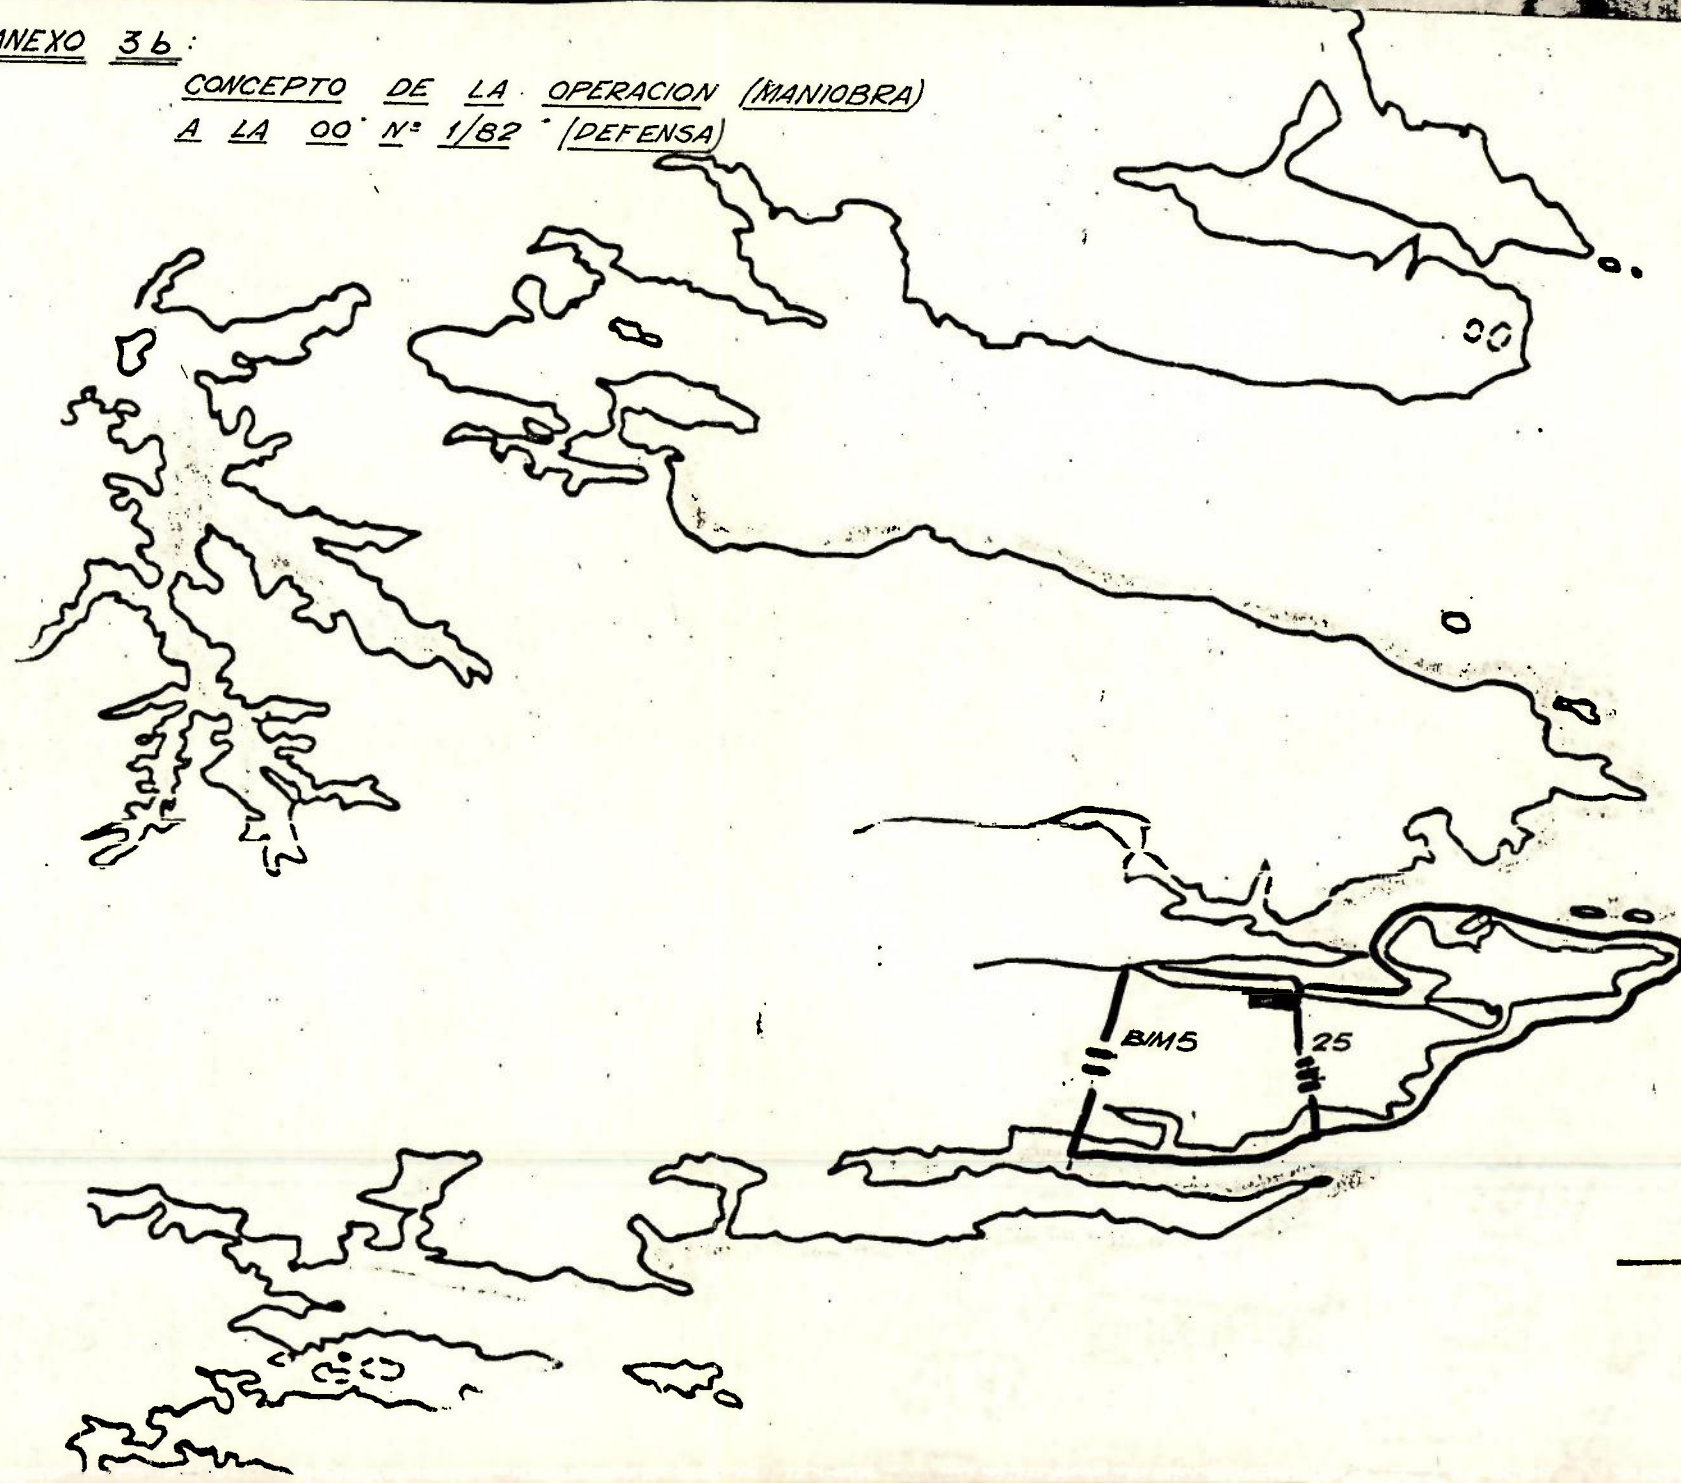 ANEXO 3b:
CONCEPTO DE LA OPERACION (MANIOBRA)
A LA OO Nº 1/82 (DEFENSA)
BIM5
25